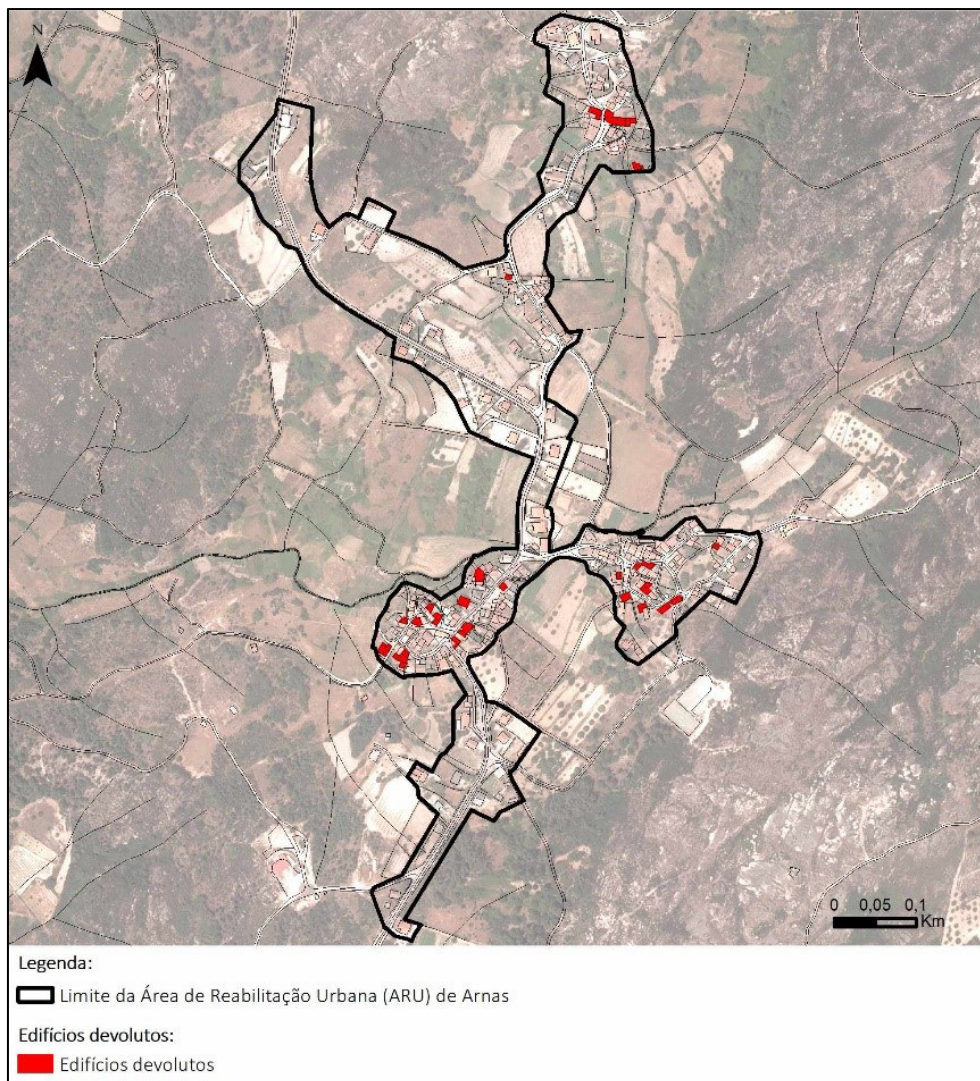 N
0 0,05 0,1
Km
Legenda:
Limite da Área de Reabilitação Urbana (ARU) de Arnas
Edifícios devolutos:
Edifícios devolutos